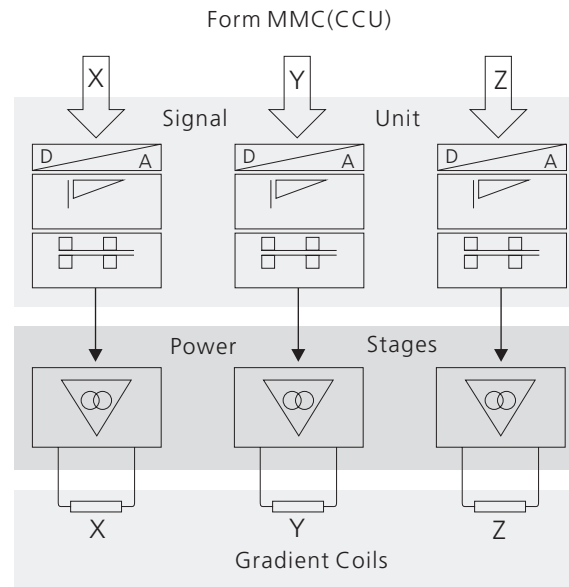 Form MMC(CCU)
X Y Z
Signal Unit
D A D A D A
Power Stages
X Y Z
Gradient Coils